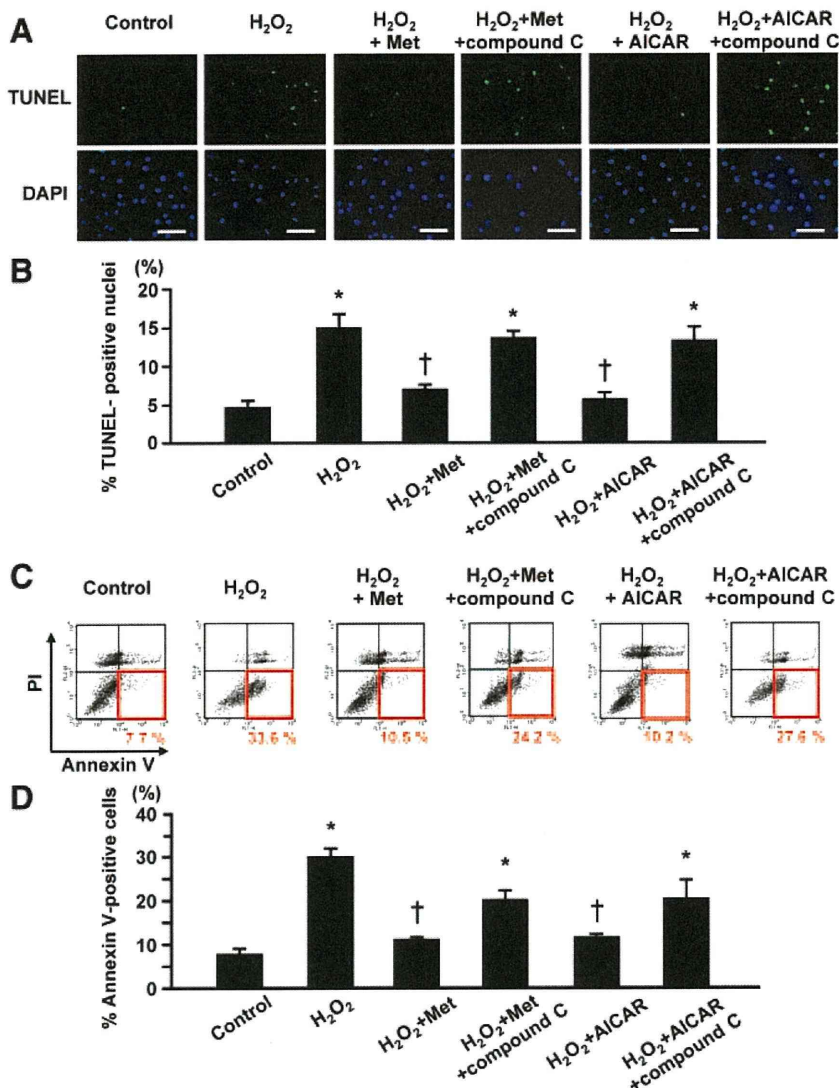 A
Control
H₂O₂
H₂O₂
+ Met
H₂O₂+Met
+compound C
H₂O₂
+ AICAR
H₂O₂+AICAR
+compound C
TUNEL
DAPI
B
(%)
% TUNEL- positive nuclei
20
15
10
5
0
*
†
*
†
*
Control
H₂O₂
H₂O₂+Met
H₂O₂+Met
+compound C
H₂O₂+AICAR
H₂O₂+AICAR
+compound C
C
Control
H₂O₂
H₂O₂
+ Met
H₂O₂+Met
+compound C
H₂O₂
+ AICAR
H₂O₂+AICAR
+compound C
PI
7.7 %
33.6 %
10.5 %
24.2 %
10.2 %
27.6 %
Annexin V
D
(%)
% Annexin V-positive cells
40
30
20
10
0
*
†
*
†
*
Control
H₂O₂
H₂O₂+Met
H₂O₂+Met
+compound C
H₂O₂+AICAR
H₂O₂+AICAR
+compound C